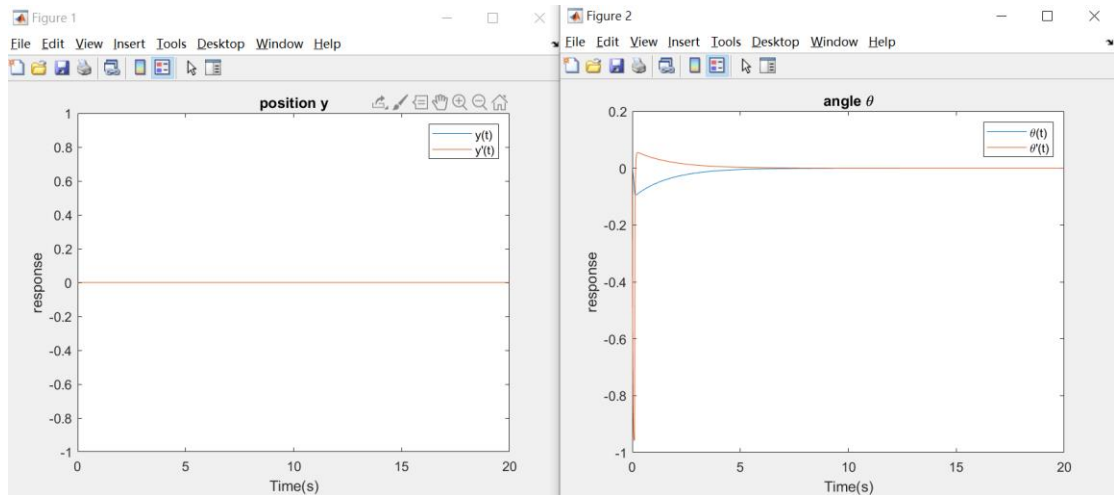 Figure 1
File Edit View Insert Tools Desktop Window Help
position y
1
0.8
0.6
0.4
0.2
0
-0.2
-0.4
-0.6
-0.8
-1
response
y(t)
y'(t)
0 5 10 15 20
Time(s)
Figure 2
File Edit View Insert Tools Desktop Window Help
angle θ
0.2
0
-0.2
-0.4
-0.6
-0.8
-1
response
θ(t)
θ'(t)
0 5 10 15 20
Time(s)